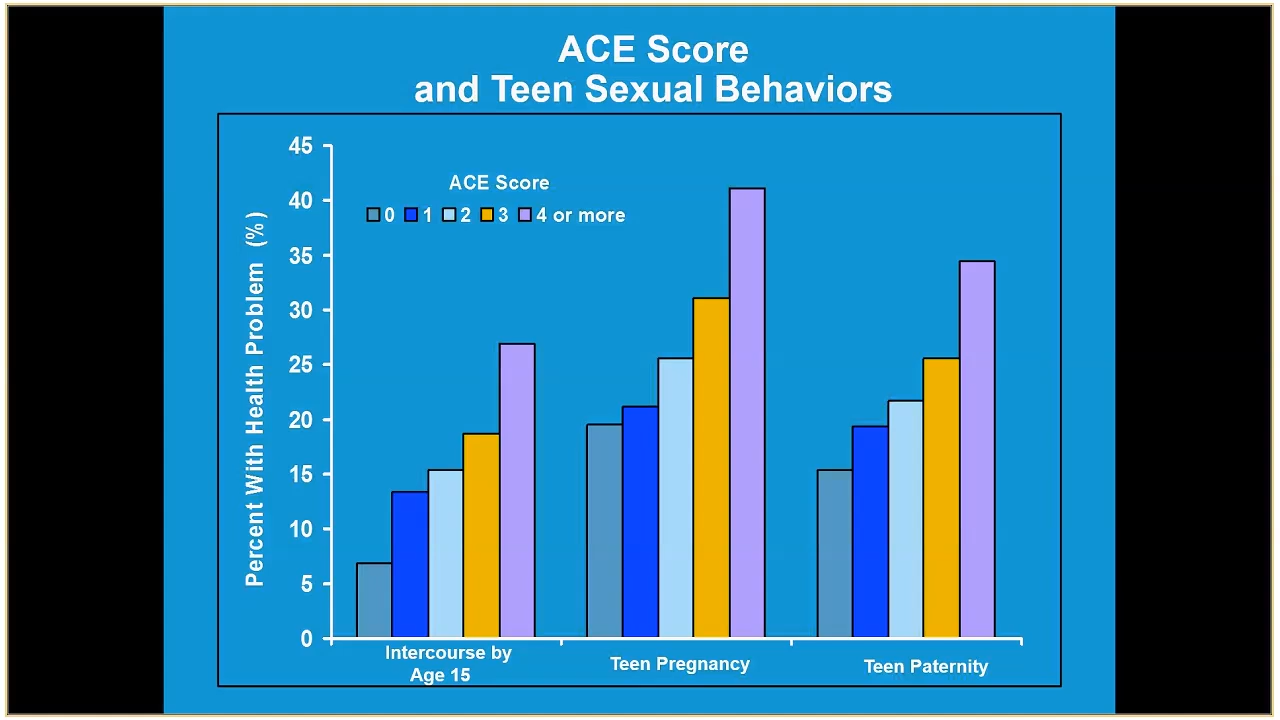 ACE Score
and Teen Sexual Behaviors
Percent With Health Problem (%)
45
40
35
30
25
20
15
10
5
0
ACE Score
0 1 2 3 4 or more
Intercourse by
Age 15
Teen Pregnancy
Teen Paternity